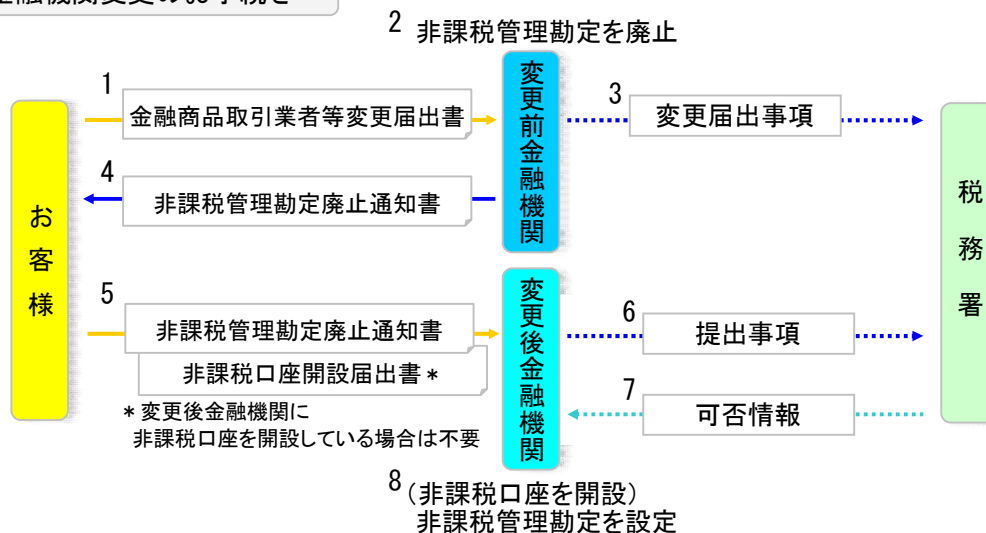 金融機関変更のお手続き
2 非課税管理勘定を廃止
1
金融商品取引業者等変更届出書
変更前金融機関
3
変更届出事項
4
非課税管理勘定廃止通知書
お客様
税務署
5
非課税管理勘定廃止通知書
非課税口座開設届出書*
*変更後金融機関に
非課税口座を開設している場合は不要
変更後金融機関
6
提出事項
7
可否情報
8 (非課税口座を開設)
非課税管理勘定を設定